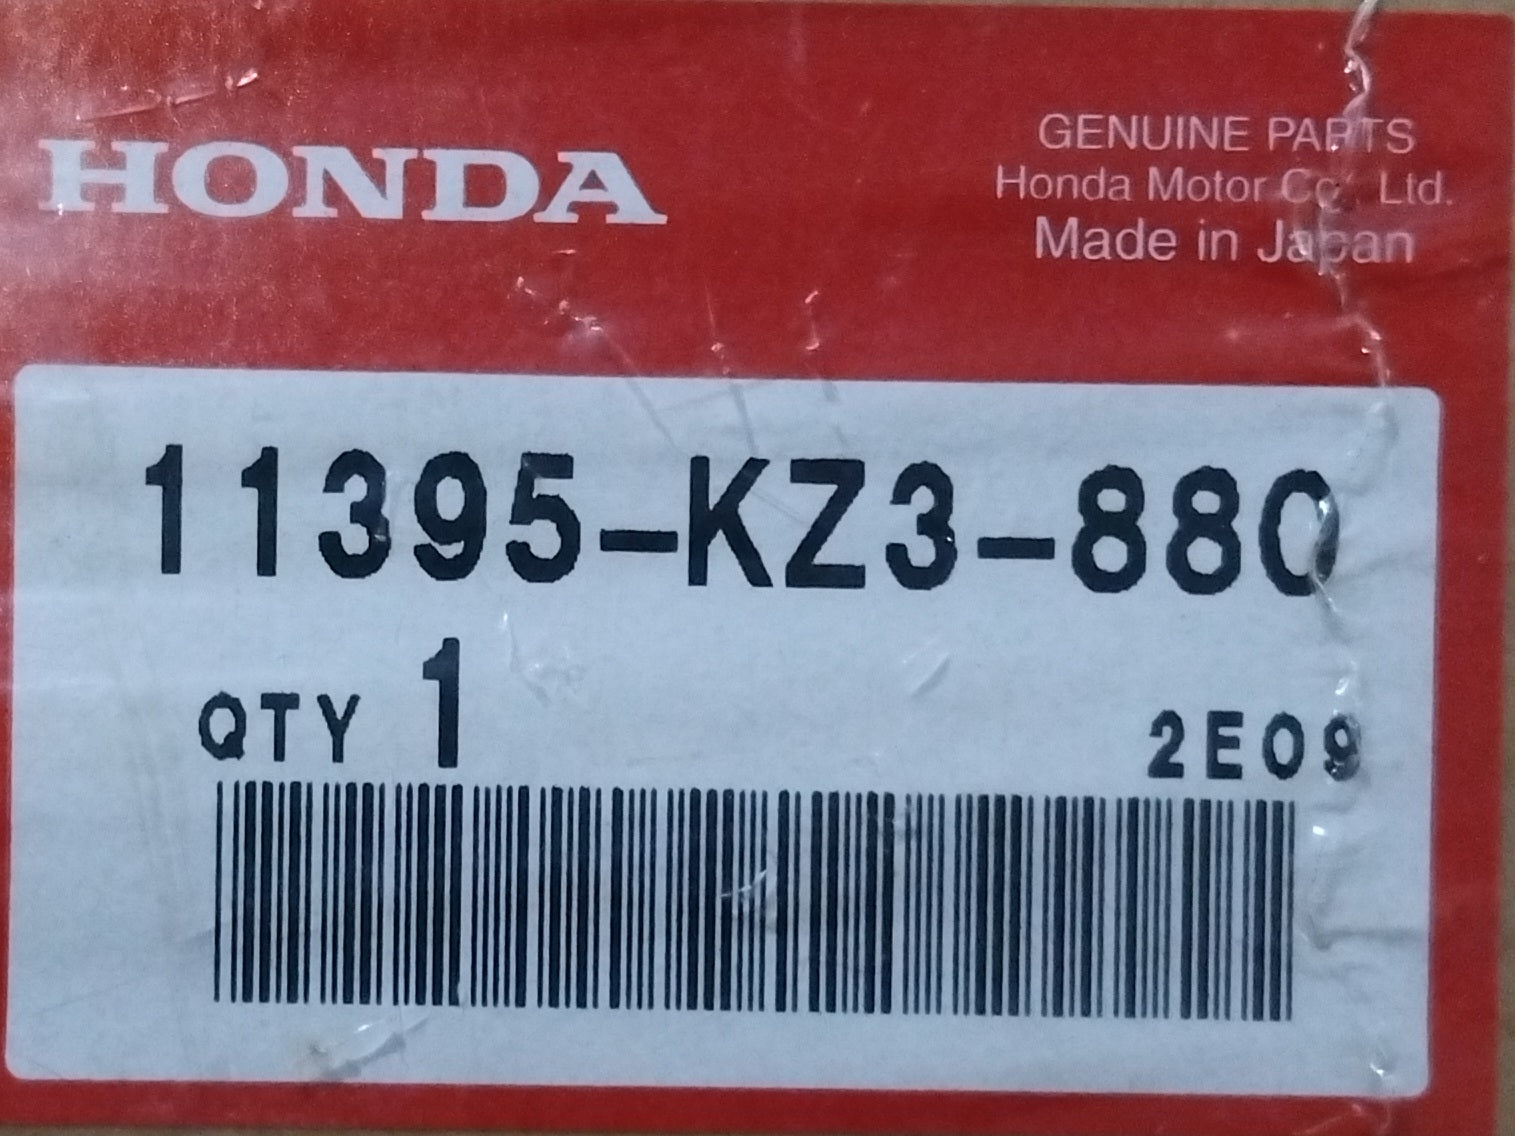 HONDA
GENUINE PARTS
Honda Motor Co., Ltd.
Made in Japan
11395-KZ3-880
QTY 1
2E09